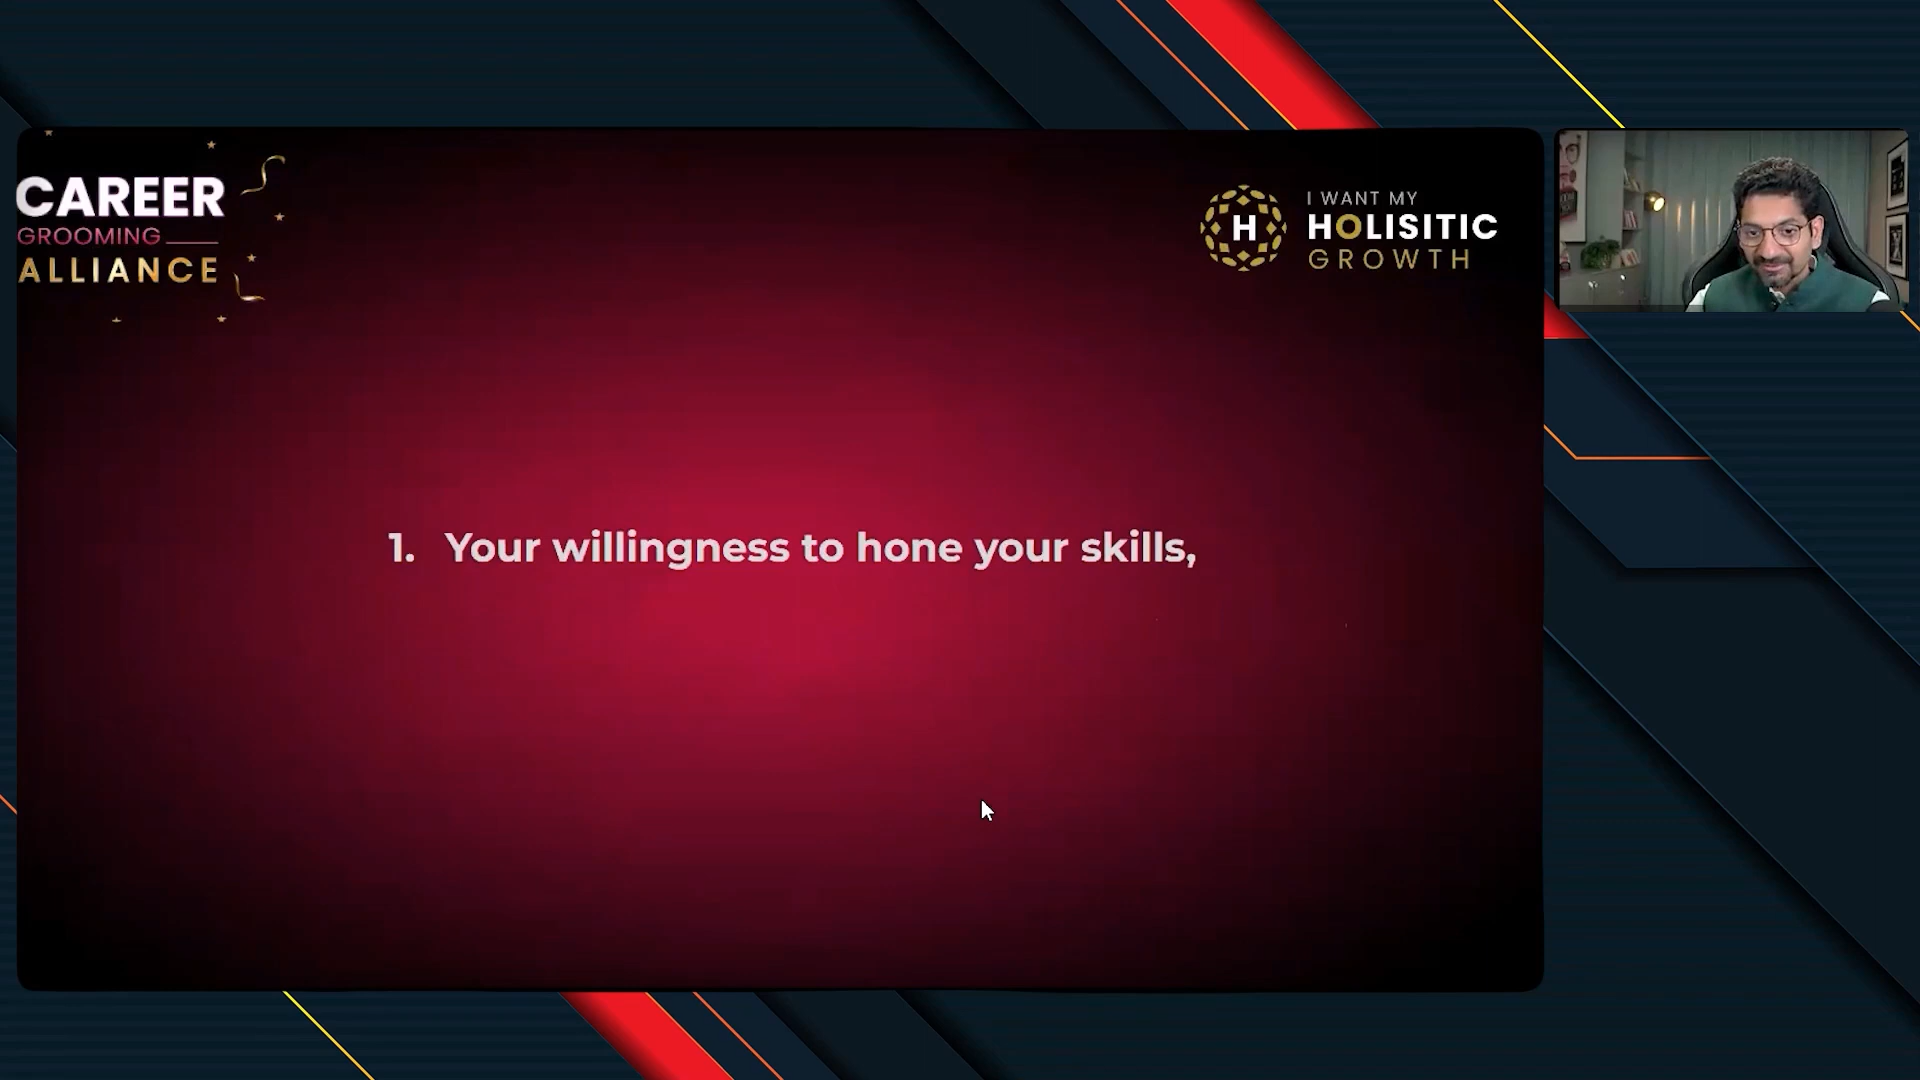 CAREER
GROOMING
ALLIANCE
H
I WANT MY
HOLISITIC
GROWTH
1. Your willingness to hone your skills,